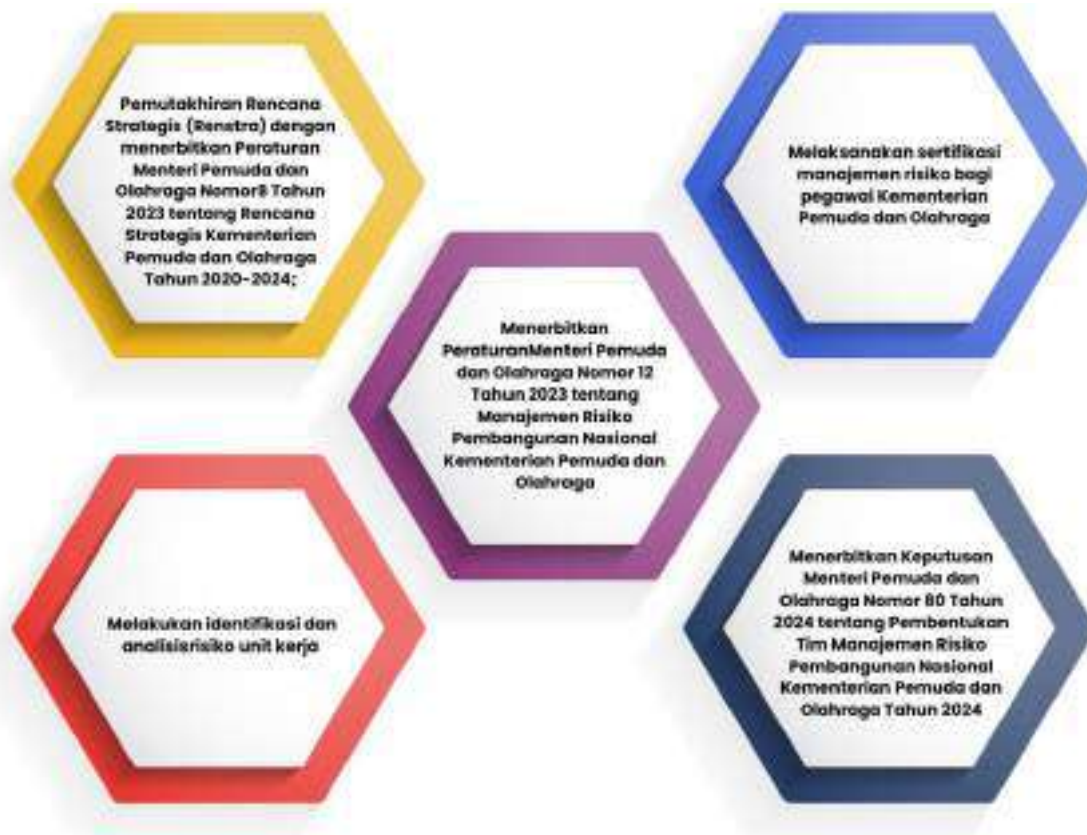 Pemutakhiran Rencana
Strategis (Renstra) dengan
menerbitkan Peraturan
Menteri Pemuda dan
Olahraga Nomor8 Tahun
2023 tentang Rencana
Strategis Kementerian
Pemuda dan Olahraga
Tahun 2020-2024;
Melaksanakan sertifikasi
manajemen risiko bagi
pegawai Kementerian
Pemuda dan Olahraga
Menerbitkan
PeraturanMenteri Pemuda
dan Olahraga Nomor 12
Tahun 2023 tentang
Manajemen Risiko
Pembangunan Nasional
Kementerian Pemuda dan
Olahraga
Melakukan identifikasi dan
analisisrisiko unit kerja
Menerbitkan Keputusan
Menteri Pemuda dan
Olahraga Nomor 80 Tahun
2024 tentang Pembentukan
Tim Manajemen Risiko
Pembangunan Nasional
Kementerian Pemuda dan
Olahraga Tahun 2024